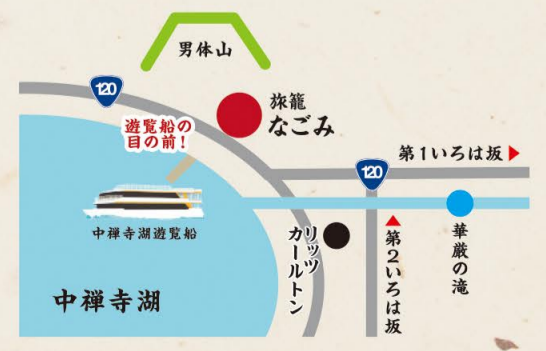 男体山
120
旅籠
なごみ
遊覧船の
目の前!
第1いろは坂
120
中禅寺湖遊覧船
リッツ
カールトン
第2いろは坂
華厳の滝
中禅寺湖